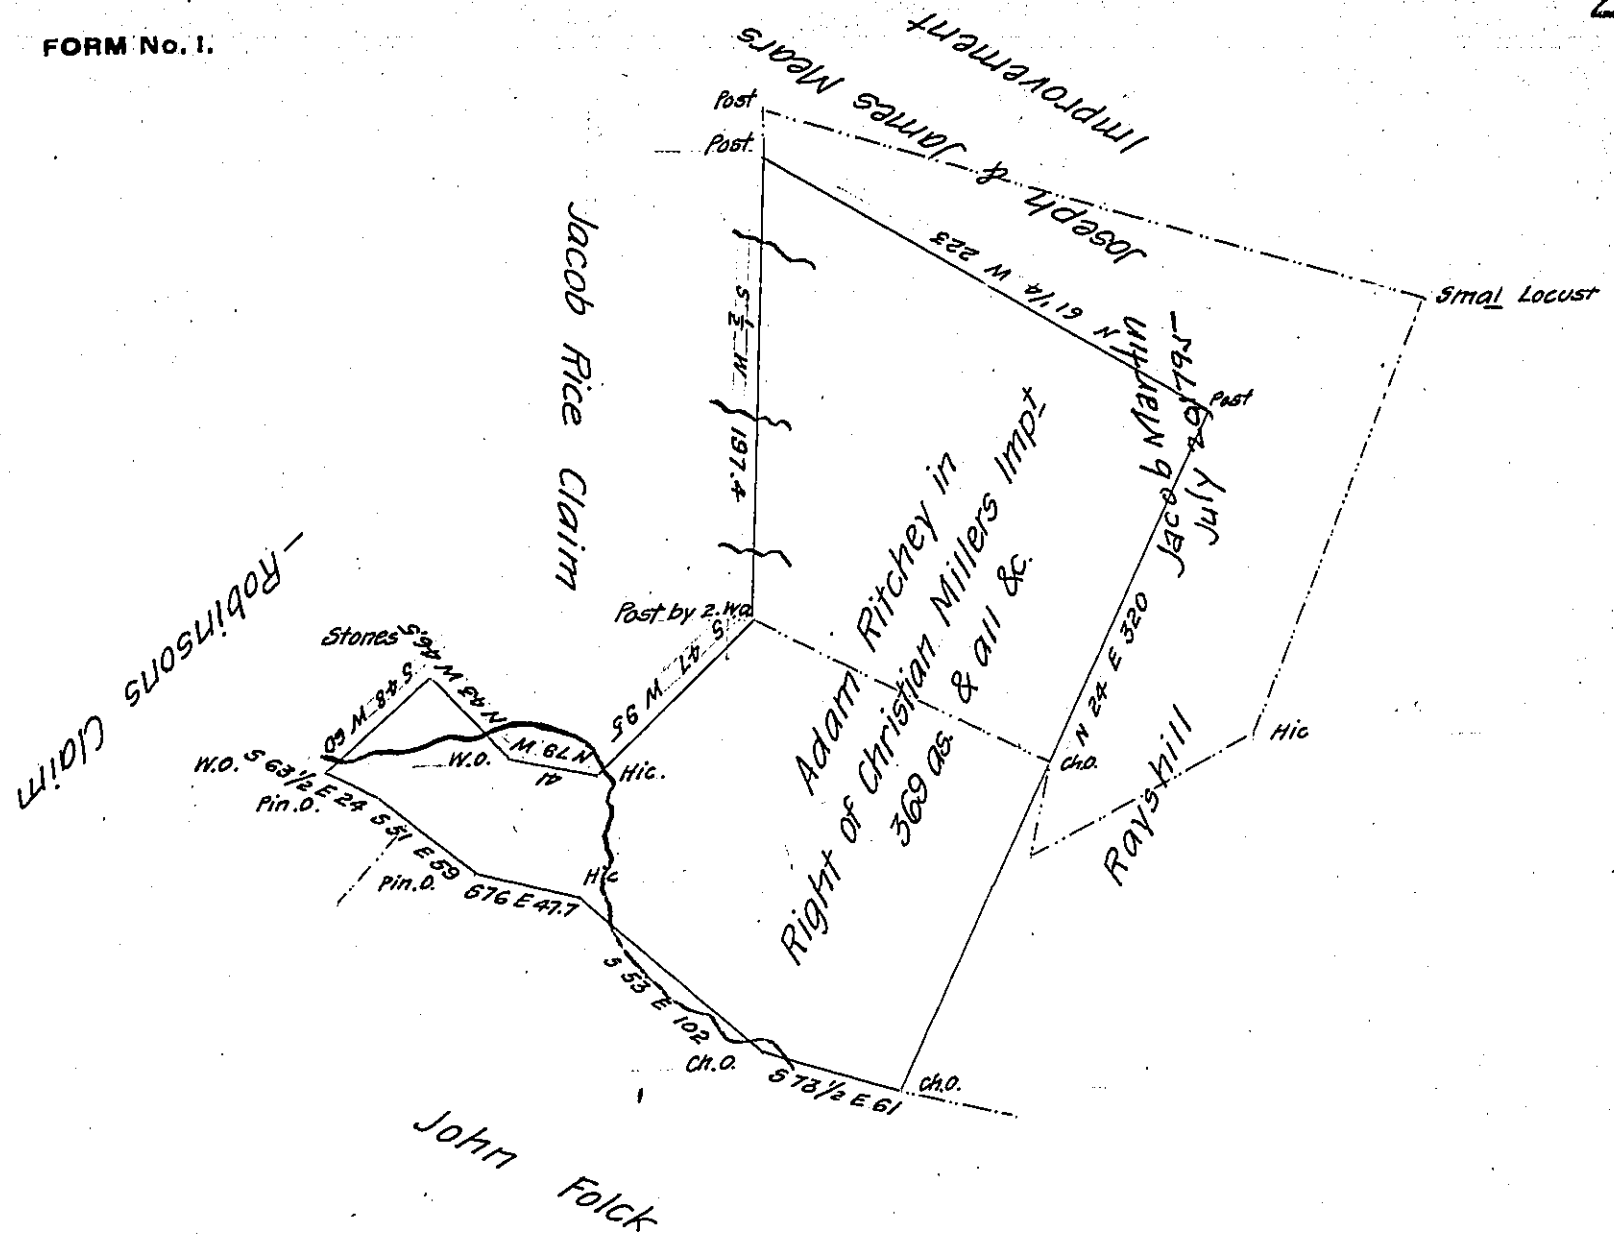 FORM No. 1.
Improvement
Joseph & James Mears
Post
Post
N 61 1/4 W 223
Smal Locust
Jacob Rice Claim
S 1/2 W 197.4
Jacob Martin
July 20, 1795
Post
Adam Ritchey in
Right of Christian Millers Impt
369 as. & all &c.
N 24 E 320
Robinsons Claim
Post by 2. Wo
Stones
S 47 W 95
N 43 W 46.5
S 48 W 60
W.O.
N 79 W
41
Hic.
W.O.
S 63 1/2 E 24
Pin.O.
S 51 E 59
Pin.O.
S 76 E 47.7
Hic
Ch.O.
Hic
Rayshill
S 53 E 102
Ch.O.
S 73 1/2 E 61
Ch.O.
John Folck